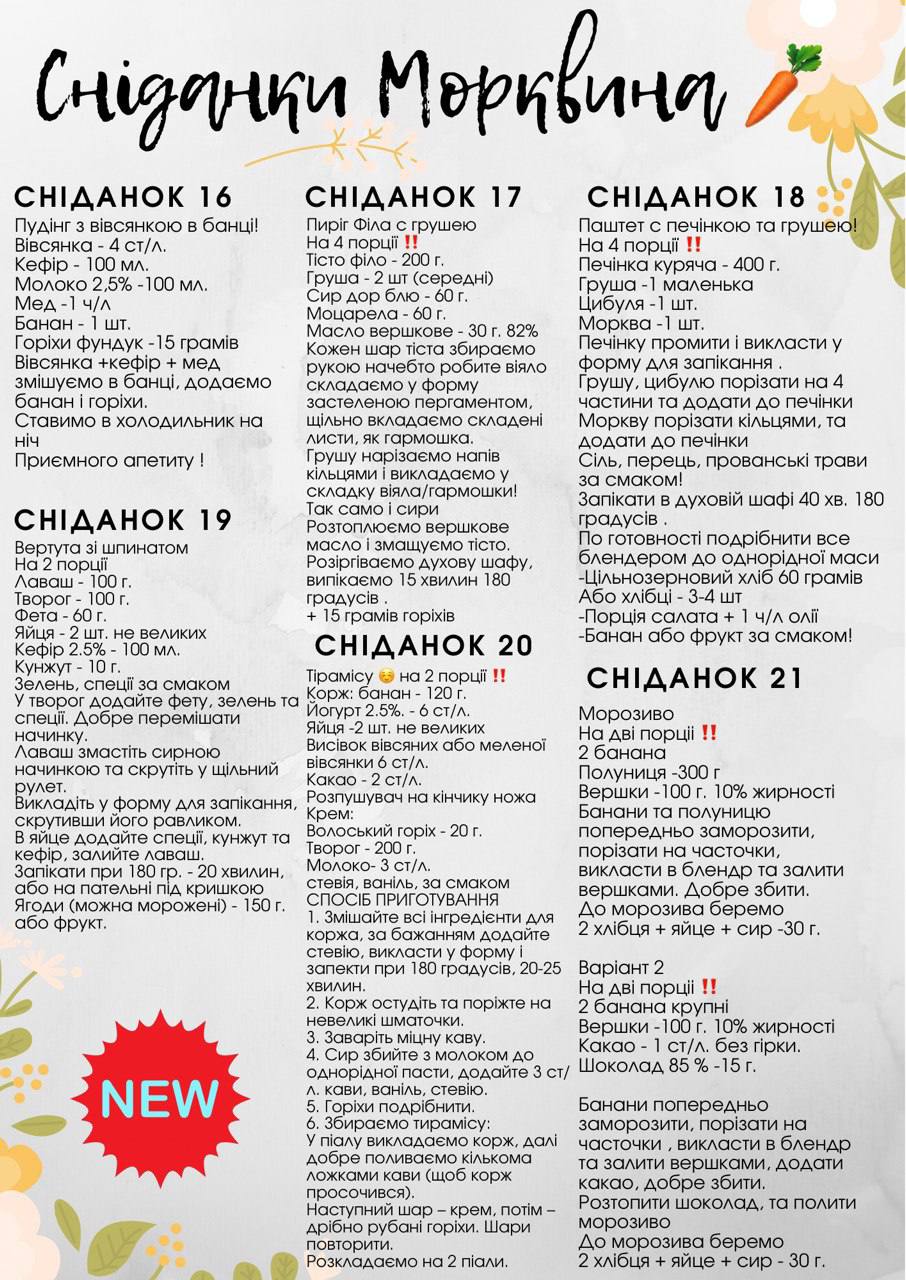 Сніданки Морквина
СНІДАНОК 16
Пудінг з вівсянкою в банці!
Вівсянка - 4 ст/л.
Кефір - 100 мл.
Молоко 2,5% -100 мл.
Мед -1 ч/л
Банан - 1 шт.
Горіхи фундук -15 грамів
Вівсянка +кефір + мед
змішуємо в банці, додаємо
банан і горіхи.
Ставимо в холодильник на
ніч
Приємного апетиту !
СНІДАНОК 17
Пиріг Філа с грушею
На 4 порції ‼️
Тісто філо - 200 г.
Груша - 2 шт (середні)
Сир дор блю - 60 г.
Моцарела - 60 г.
Масло вершкове - 30 г. 82%
Кожен шар тіста збираємо
рукою начебто робите віяло
складаємо у форму
застеленою пергаментом,
щільно вкладаємо складені
листи, як гармошка.
Грушу нарізаємо напів
кільцями і викладаємо у
складку віяла/гармошки!
Так само і сири
Розтоплюємо вершкове
масло і змащуємо тісто.
Розігріваємо духову шафу,
випікаємо 15 хвилин 180
градусів .
+ 15 грамів горіхів
СНІДАНОК 18
Паштет с печінкою та грушею!
На 4 порції ‼️
Печінка куряча - 400 г.
Груша -1 маленька
Цибуля -1 шт.
Морква -1 шт.
Печінку промити і викласти у
форму для запікання .
Грушу, цибулю порізати на 4
частини та додати до печінки
Моркву порізати кільцями, та
додати до печінки
Сіль, перець, прованські трави
за смаком!
Запікати в духовій шафі 40 хв. 180
градусів .
По готовності подрібнити все
блендером до однорідної маси
-Цільнозерновий хліб 60 грамів
Або хлібці - 3-4 шт
-Порція салата + 1 ч/л олії
-Банан або фрукт за смаком!
СНІДАНОК 19
Вертута зі шпинатом
На 2 порції
Лаваш - 100 г.
Творог - 100 г.
Фета - 60 г.
Яйця - 2 шт. не великих
Кефір 2.5% - 100 мл.
Кунжут - 10 г.
Зелень, спеції за смаком
У творог додайте фету, зелень та
спеції. Добре перемішати
начинку.
Лаваш змастіть сирною
начинкою та скрутіть у щільний
рулет.
Викладіть у форму для запікання,
скрутивши його равликом.
В яйце додайте спеції, кунжут та
кефір, залийте лаваш.
Запікати при 180 гр. - 20 хвилин,
або на пательні під кришкою
Ягоди (можна морожені) - 150 г.
або фрукт.
NEW
СНІДАНОК 20
Тірамісу ☺️ на 2 порції ‼️
Корж: банан - 120 г.
Йогурт 2.5%. - 6 ст/л.
Яйця -2 шт. не великих
Висівок вівсяних або меленої
вівсянки 6 ст/л.
Какао - 2 ст/л.
Розпушувач на кінчику ножа
Крем:
Волоський горіх - 20 г.
Творог - 200 г.
Молоко- 3 ст/л.
стевія, ваніль, за смаком
СПОСІБ ПРИГОТУВАННЯ
1. Змішайте всі інгредієнти для
коржа, за бажанням додайте
стевію, викласти у форму і
запекти при 180 градусів, 20-25
хвилин.
2. Корж остудіть та поріжте на
невеликі шматочки.
3. Заваріть міцну каву.
4. Сир збийте з молоком до
однорідної пасти, додайте 3 ст/
л. кави, ваніль, стевію.
5. Горіхи подрібнити.
6. Збираємо тирамісу:
У піалу викладаємо корж, далі
добре поливаємо кількома
ложками кави (щоб корж
просочився).
Наступний шар – крем, потім –
дрібно рубані горіхи. Шари
повторити.
Розкладаємо на 2 піали.
СНІДАНОК 21
Морозиво
На дві порціі ‼️
2 банана
Полуниця -300 г
Вершки -100 г. 10% жирності
Банани та полуницю
попередньо заморозити,
порізати на часточки,
викласти в блендр та залити
вершками. Добре збити.
До морозива беремо
2 хлібця + яйце + сир -30 г.
Варіант 2
На дві порціі ‼️
2 банана крупні
Вершки -100 г. 10% жирності
Какао - 1 ст/л. без гірки.
Шоколад 85 % -15 г.
Банани попередньо
заморозити, порізати на
часточки , викласти в блендр
та залити вершками, додати
какао, добре збити.
Розтопити шоколад, та полити
морозиво
До морозива беремо
2 хлібця + яйце + сир - 30 г.